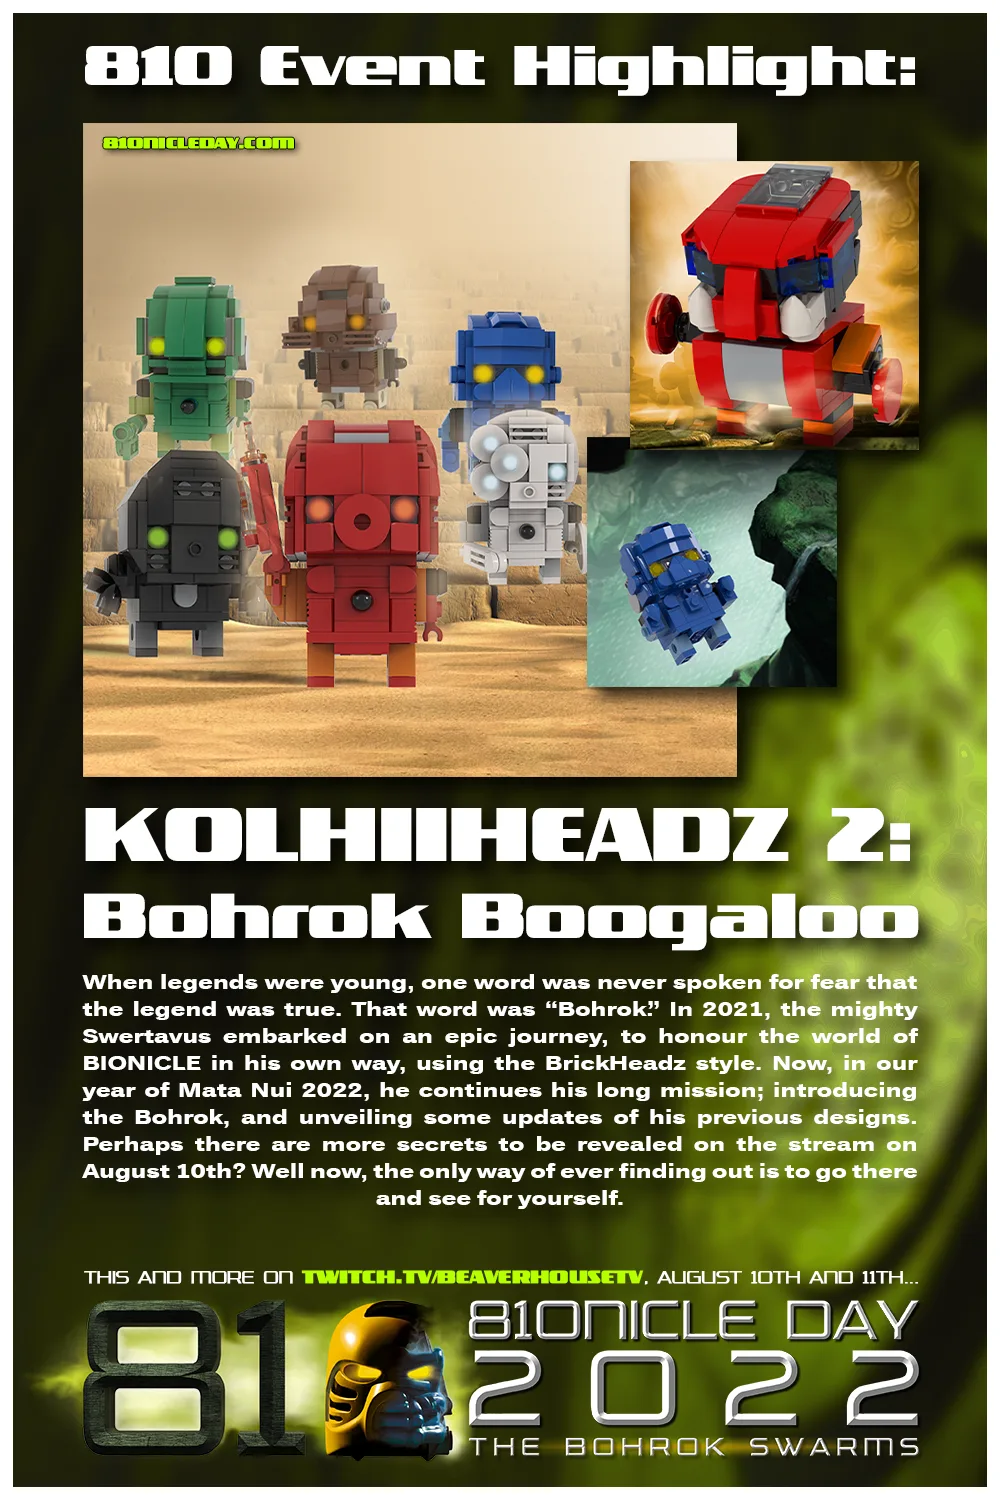 810 Event Highlight:
81ONICLEDAY.COM
KOLHIIHEADZ 2:
Bohrok Boogaloo
When legends were young, one word was never spoken for fear that
the legend was true. That word was “Bohrok.” In 2021, the mighty
Swertavus embarked on an epic journey, to honour the world of
BIONICLE in his own way, using the BrickHeadz style. Now, in our
year of Mata Nui 2022, he continues his long mission; introducing
the Bohrok, and unveiling some updates of his previous designs.
Perhaps there are more secrets to be revealed on the stream on
August 10th? Well now, the only way of ever finding out is to go there
and see for yourself.
THIS AND MORE ON TWITCH.TV/BEAVERHOUSETV, AUGUST 10TH AND 11TH...
81
81ONICLE DAY
2022
THE BOHROK SWARMS